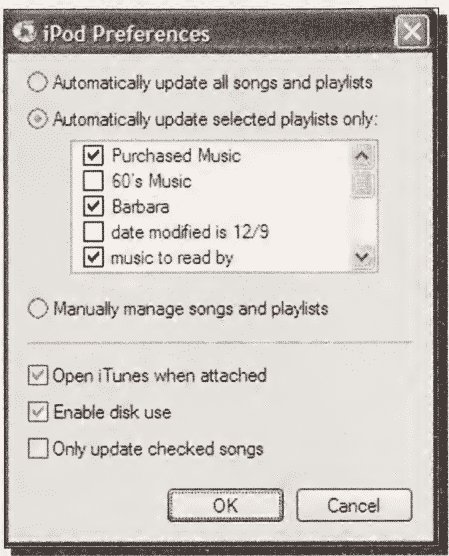 iPod Preferences
Automatically update all songs and playlists
Automatically update selected playlists only:
Purchased Music
60's Music
Barbara
date modified is 12/9
music to read by
Manually manage songs and playlists
Open iTunes when attached
Enable disk use
Only update checked songs
OK Cancel